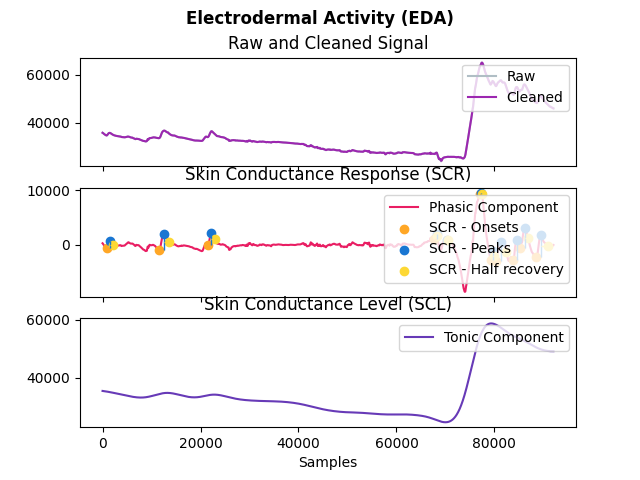 Electrodermal Activity (EDA)
Raw and Cleaned Signal
60000
40000
Raw
Cleaned
Skin Conductance Response (SCR)
10000
0
Phasic Component
SCR - Onsets
SCR - Peaks
SCR - Half recovery
Skin Conductance Level (SCL)
60000
40000
Tonic Component
0 20000 40000 60000 80000
Samples